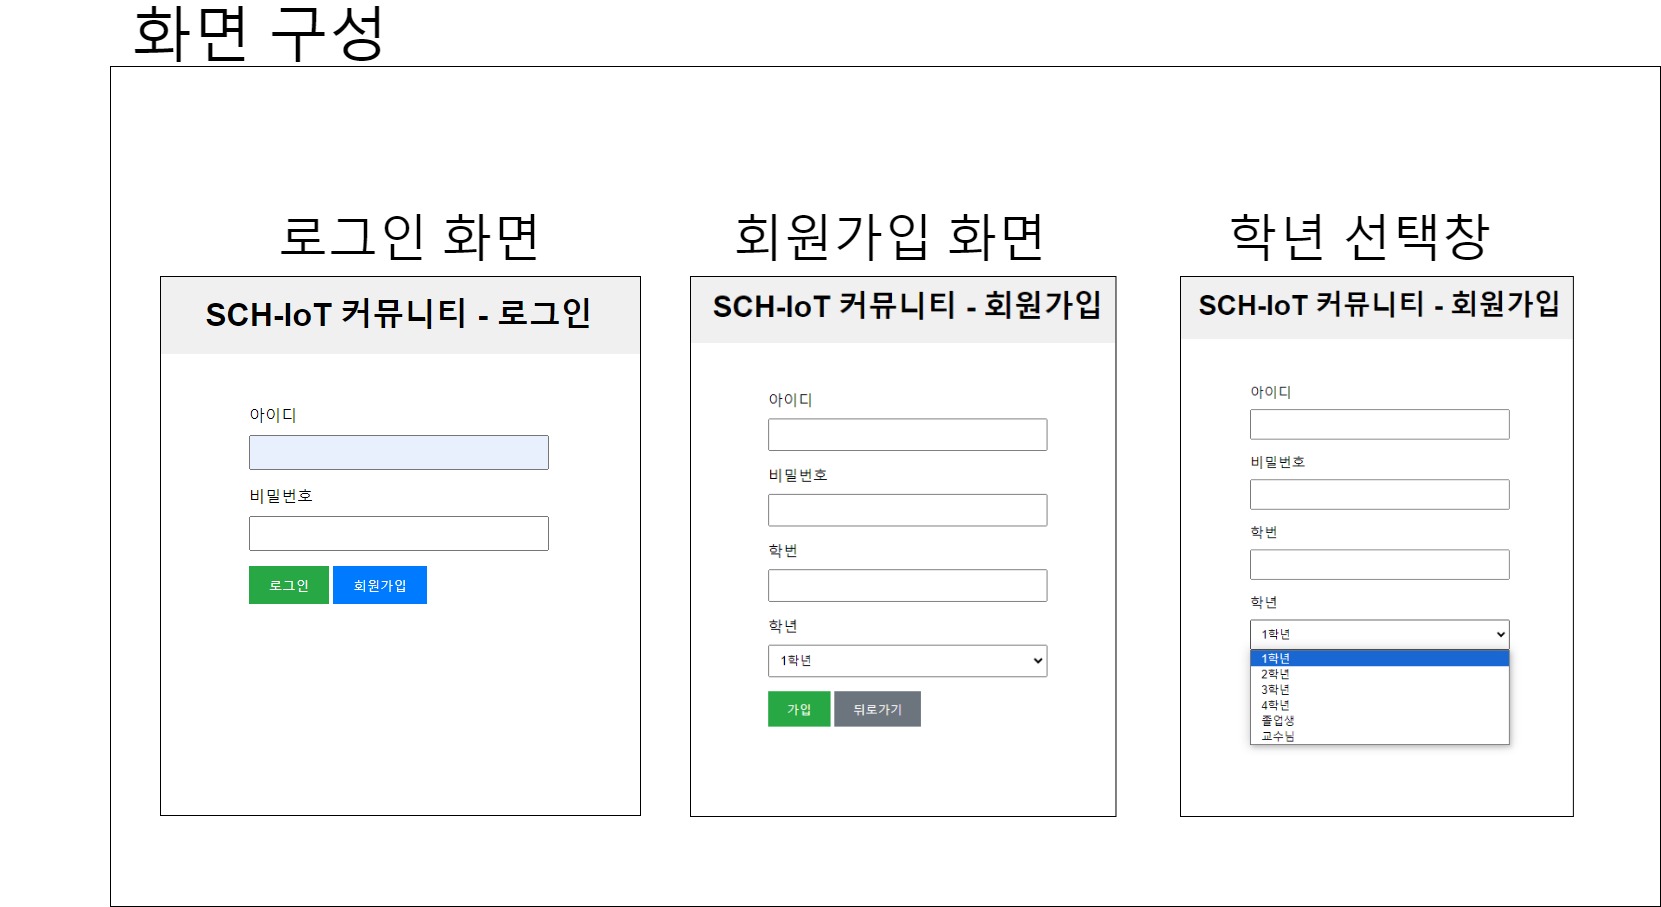 화면 구성
로그인 화면
SCH-IoT 커뮤니티 - 로그인
아이디
비밀번호
로그인 회원가입
회원가입 화면
SCH-IoT 커뮤니티 - 회원가입
아이디
비밀번호
학번
학년
1학년
가입 뒤로가기
학년 선택창
SCH-IoT 커뮤니티 - 회원가입
아이디
비밀번호
학번
학년
1학년
1학년
2학년
3학년
4학년
졸업생
교수님